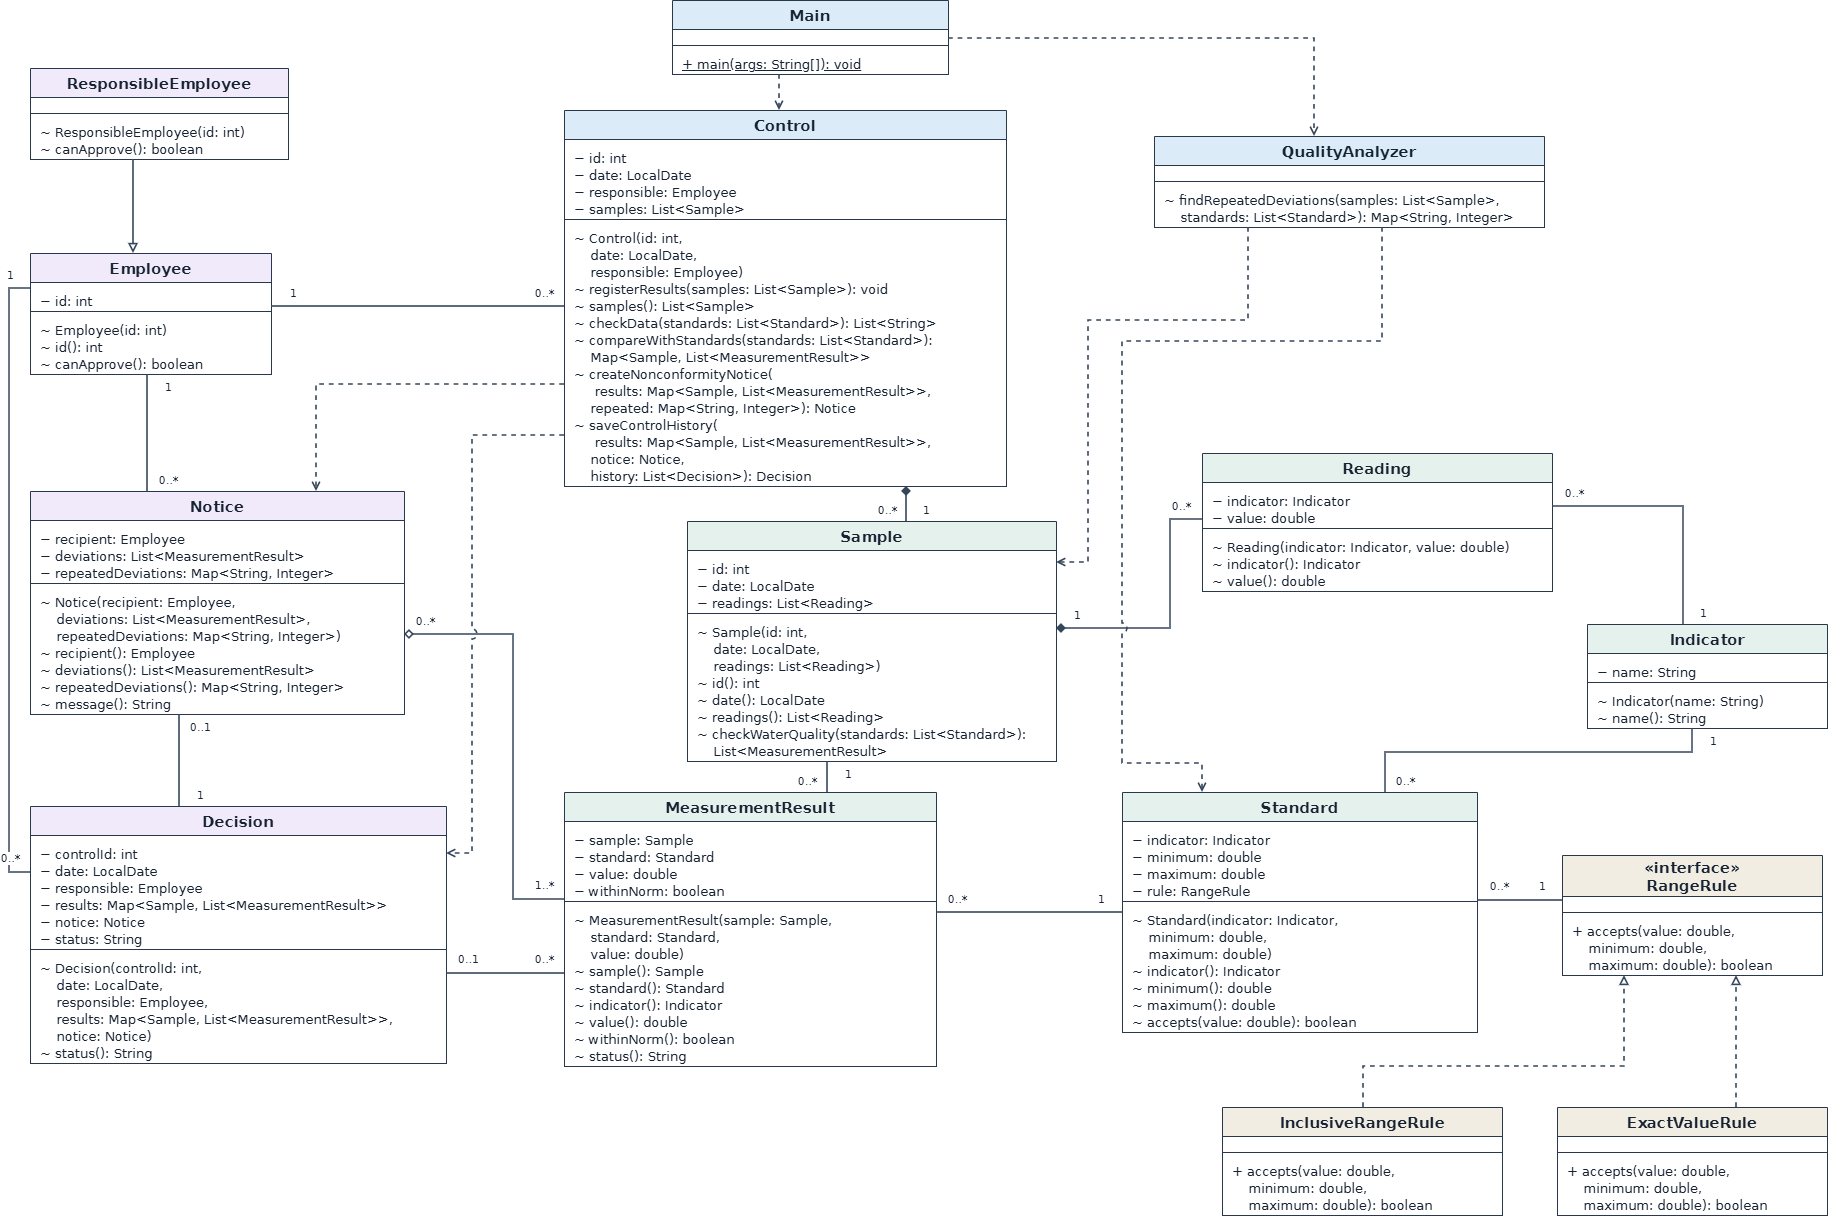 Main
+ main(args: String[]): void
ResponsibleEmployee
~ ResponsibleEmployee(id: int)
~ canApprove(): boolean
Control
− id: int
− date: LocalDate
− responsible: Employee
− samples: List<Sample>
~ Control(id: int,
date: LocalDate,
responsible: Employee)
~ registerResults(samples: List<Sample>): void
~ samples(): List<Sample>
~ checkData(standards: List<Standard>): List<String>
~ compareWithStandards(standards: List<Standard>):
Map<Sample, List<MeasurementResult>>
~ createNonconformityNotice(
results: Map<Sample, List<MeasurementResult>>,
repeated: Map<String, Integer>): Notice
~ saveControlHistory(
results: Map<Sample, List<MeasurementResult>>,
notice: Notice,
history: List<Decision>): Decision
QualityAnalyzer
~ findRepeatedDeviations(samples: List<Sample>,
standards: List<Standard>): Map<String, Integer>
Employee
− id: int
~ Employee(id: int)
~ id(): int
~ canApprove(): boolean
1
1
0..*
1
0..*
Notice
− recipient: Employee
− deviations: List<MeasurementResult>
− repeatedDeviations: Map<String, Integer>
~ Notice(recipient: Employee,
deviations: List<MeasurementResult>,
repeatedDeviations: Map<String, Integer>)
~ recipient(): Employee
~ deviations(): List<MeasurementResult>
~ repeatedDeviations(): Map<String, Integer>
~ message(): String
0..*
0..1
1
0..*
1
Sample
− id: int
− date: LocalDate
− readings: List<Reading>
~ Sample(id: int,
date: LocalDate,
readings: List<Reading>)
~ id(): int
~ date(): LocalDate
~ readings(): List<Reading>
~ checkWaterQuality(standards: List<Standard>):
List<MeasurementResult>
1
0..*
Reading
− indicator: Indicator
− value: double
~ Reading(indicator: Indicator, value: double)
~ indicator(): Indicator
~ value(): double
0..*
1
Indicator
− name: String
~ Indicator(name: String)
~ name(): String
1
0..*
0..*
1
Decision
− controlId: int
− date: LocalDate
− responsible: Employee
− results: Map<Sample, List<MeasurementResult>>
− notice: Notice
− status: String
~ Decision(controlId: int,
date: LocalDate,
responsible: Employee,
results: Map<Sample, List<MeasurementResult>>,
notice: Notice)
~ status(): String
0..*
1..*
0..1
0..*
MeasurementResult
− sample: Sample
− standard: Standard
− value: double
− withinNorm: boolean
~ MeasurementResult(sample: Sample,
standard: Standard,
value: double)
~ sample(): Sample
~ standard(): Standard
~ indicator(): Indicator
~ value(): double
~ withinNorm(): boolean
~ status(): String
0..*
1
Standard
− indicator: Indicator
− minimum: double
− maximum: double
− rule: RangeRule
~ Standard(indicator: Indicator,
minimum: double,
maximum: double)
~ indicator(): Indicator
~ minimum(): double
~ maximum(): double
~ accepts(value: double): boolean
0..*
1
«interface»
RangeRule
+ accepts(value: double,
minimum: double,
maximum: double): boolean
InclusiveRangeRule
+ accepts(value: double,
minimum: double,
maximum: double): boolean
ExactValueRule
+ accepts(value: double,
minimum: double,
maximum: double): boolean